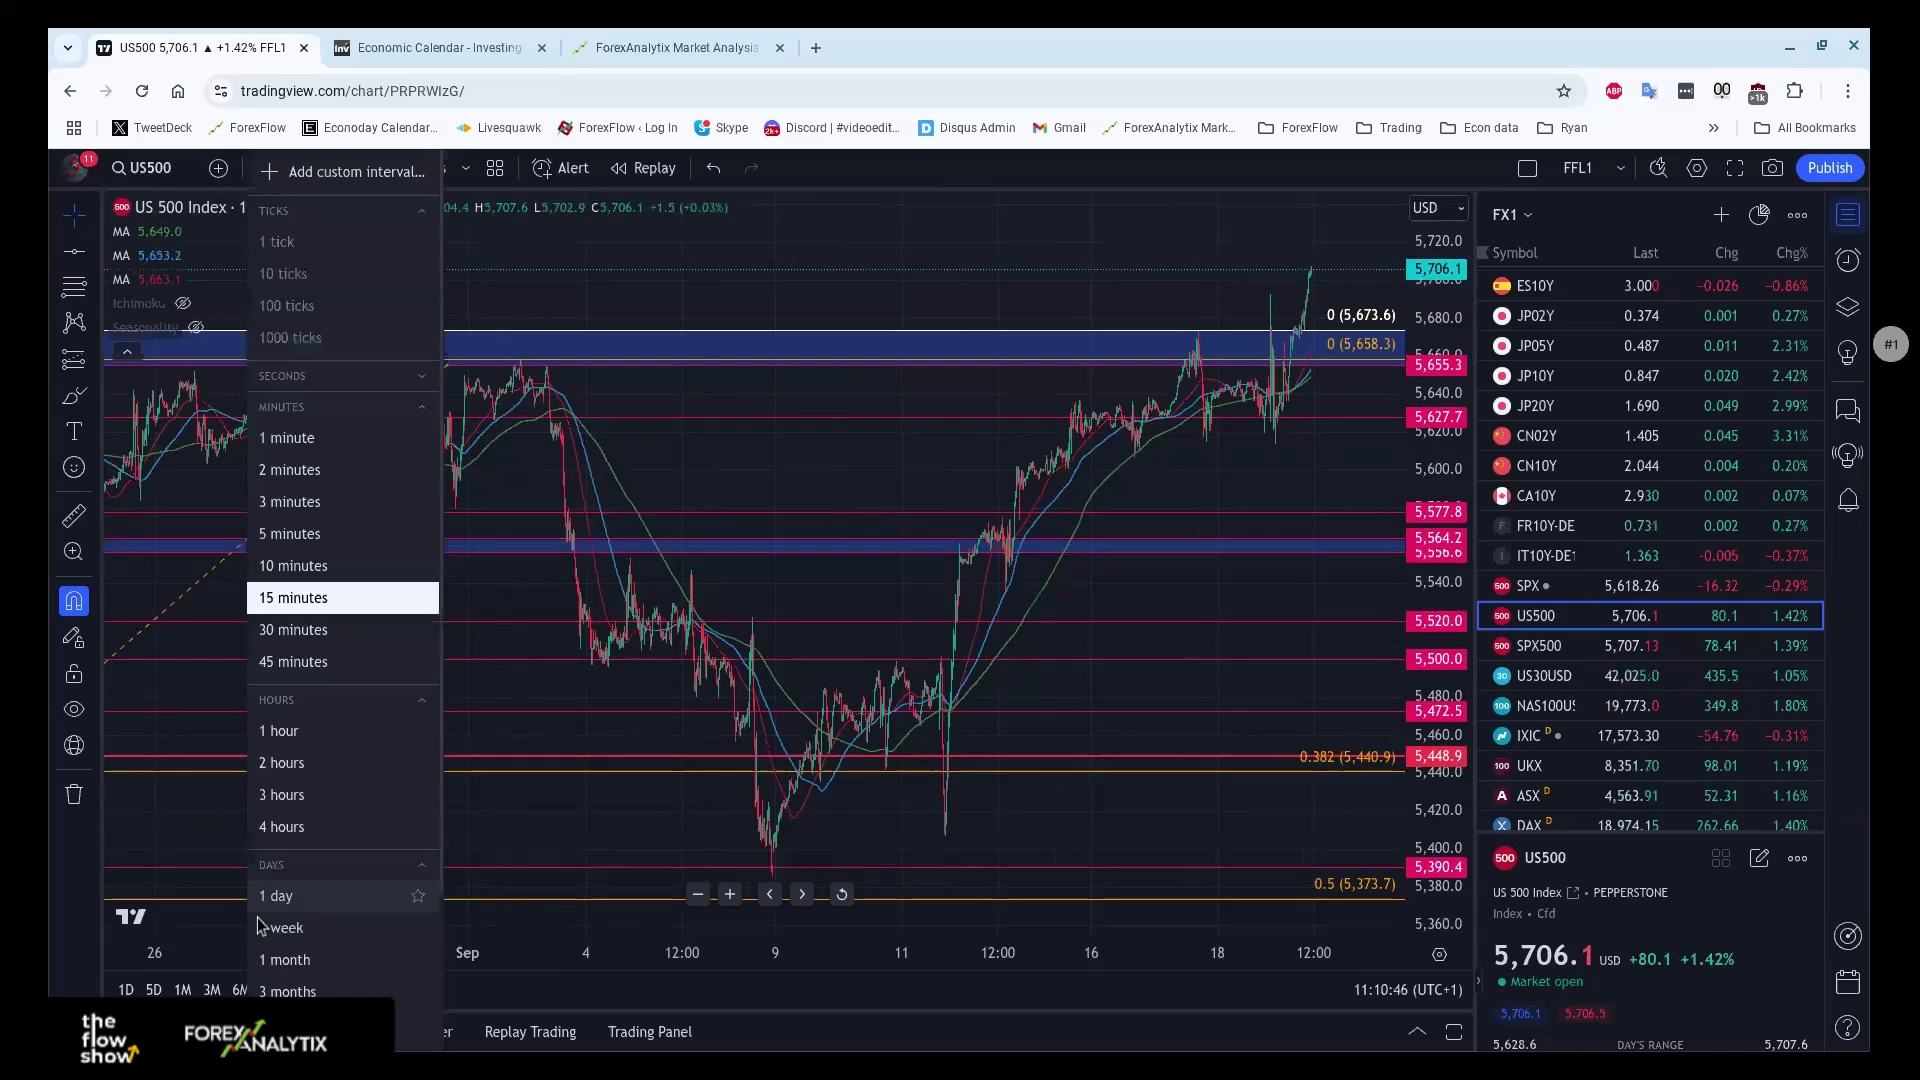 US500 5,706.1 ▲ +1.42% FFL1
Economic Calendar - Investing
ForexAnalytix Market Analysis
tradingview.com/chart/PRPRWIzG/
TweetDeck
ForexFlow
Econoday Calendar...
Livesquawk
ForexFlow ‹ Log In
Skype
Discord | #videoedit...
Disqus Admin
Gmail
ForexAnalytix Mark...
ForexFlow
Trading
Econ data
Ryan
All Bookmarks
11
US500
Add custom interval...
Alert
Replay
FFL1
Publish
US 500 Index · 1
04.4 H5,707.6 L5,702.9 C5,706.1 +1.5 (+0.03%)
MA 5,649.0
MA 5,653.2
MA 5,663.1
Ichimoku
Seasonality
TICKS
1 tick
10 ticks
100 ticks
1000 ticks
SECONDS
MINUTES
1 minute
2 minutes
3 minutes
5 minutes
10 minutes
15 minutes
30 minutes
45 minutes
HOURS
1 hour
2 hours
3 hours
4 hours
DAYS
1 day
week
1 month
3 months
USD
5,720.0
5,706.1
5,680.0
5,655.3
5,640.0
5,627.7
5,620.0
5,600.0
5,577.8
5,564.2
5,556.6
5,540.0
5,520.0
5,500.0
5,480.0
5,472.5
5,460.0
5,448.9
5,440.0
5,420.0
5,400.0
5,390.4
5,380.0
5,360.0
0 (5,673.6)
0 (5,658.3)
0.382 (5,440.9)
0.5 (5,373.7)
26
Sep
4
12:00
9
11
12:00
16
18
12:00
1D 5D 1M 3M 6M
11:10:46 (UTC+1)
Replay Trading
Trading Panel
FX1
Symbol Last Chg Chg%
ES10Y 3.000 −0.026 −0.86%
JP02Y 0.374 0.001 0.27%
JP05Y 0.487 0.011 2.31%
JP10Y 0.847 0.020 2.42%
JP20Y 1.690 0.049 2.99%
CN02Y 1.405 0.045 3.31%
CN10Y 2.044 0.004 0.20%
CA10Y 2.930 0.002 0.07%
FR10Y-DE 0.731 0.002 0.27%
IT10Y-DE1 1.363 −0.005 −0.37%
SPX 5,618.26 −16.32 −0.29%
US500 5,706.1 80.1 1.42%
SPX500 5,707.13 78.41 1.39%
US30USD 42,025.0 435.5 1.05%
NAS100US 19,773.0 349.8 1.80%
IXIC D 17,573.30 −54.76 −0.31%
UKX 8,351.70 98.01 1.19%
ASX D 4,563.91 52.31 1.16%
DAX D 18,974.15 262.66 1.40%
500 US500
US 500 Index • PEPPERSTONE
Index • Cfd
5,706.1 USD +80.1 +1.42%
Market open
5,706.1 5,706.5
5,628.6 DAY'S RANGE 5,707.6
#1
the
flow
show
FOREX ANALYTIX